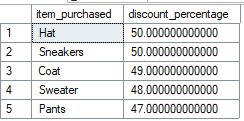 item_purchased discount_percentage
1 Hat 50.000000000000
2 Sneakers 50.000000000000
3 Coat 49.000000000000
4 Sweater 48.000000000000
5 Pants 47.000000000000